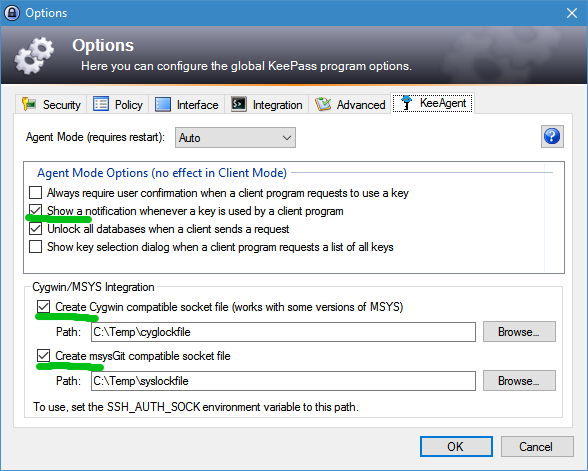 Options
Options
Here you can configure the global KeePass program options.
Security Policy Interface Integration Advanced KeeAgent
Agent Mode (requires restart): Auto
Agent Mode Options (no effect in Client Mode)
Always require user confirmation when a client program requests to use a key
Show a notification whenever a key is used by a client program
Unlock all databases when a client sends a request
Show key selection dialog when a client program requests a list of all keys
Cygwin/MSYS Integration
Create Cygwin compatible socket file (works with some versions of MSYS)
Path: C:\Temp\cyglockfile Browse...
Create msysGit compatible socket file
Path: C:\Temp\syslockfile Browse...
To use, set the SSH_AUTH_SOCK environment variable to this path.
OK Cancel